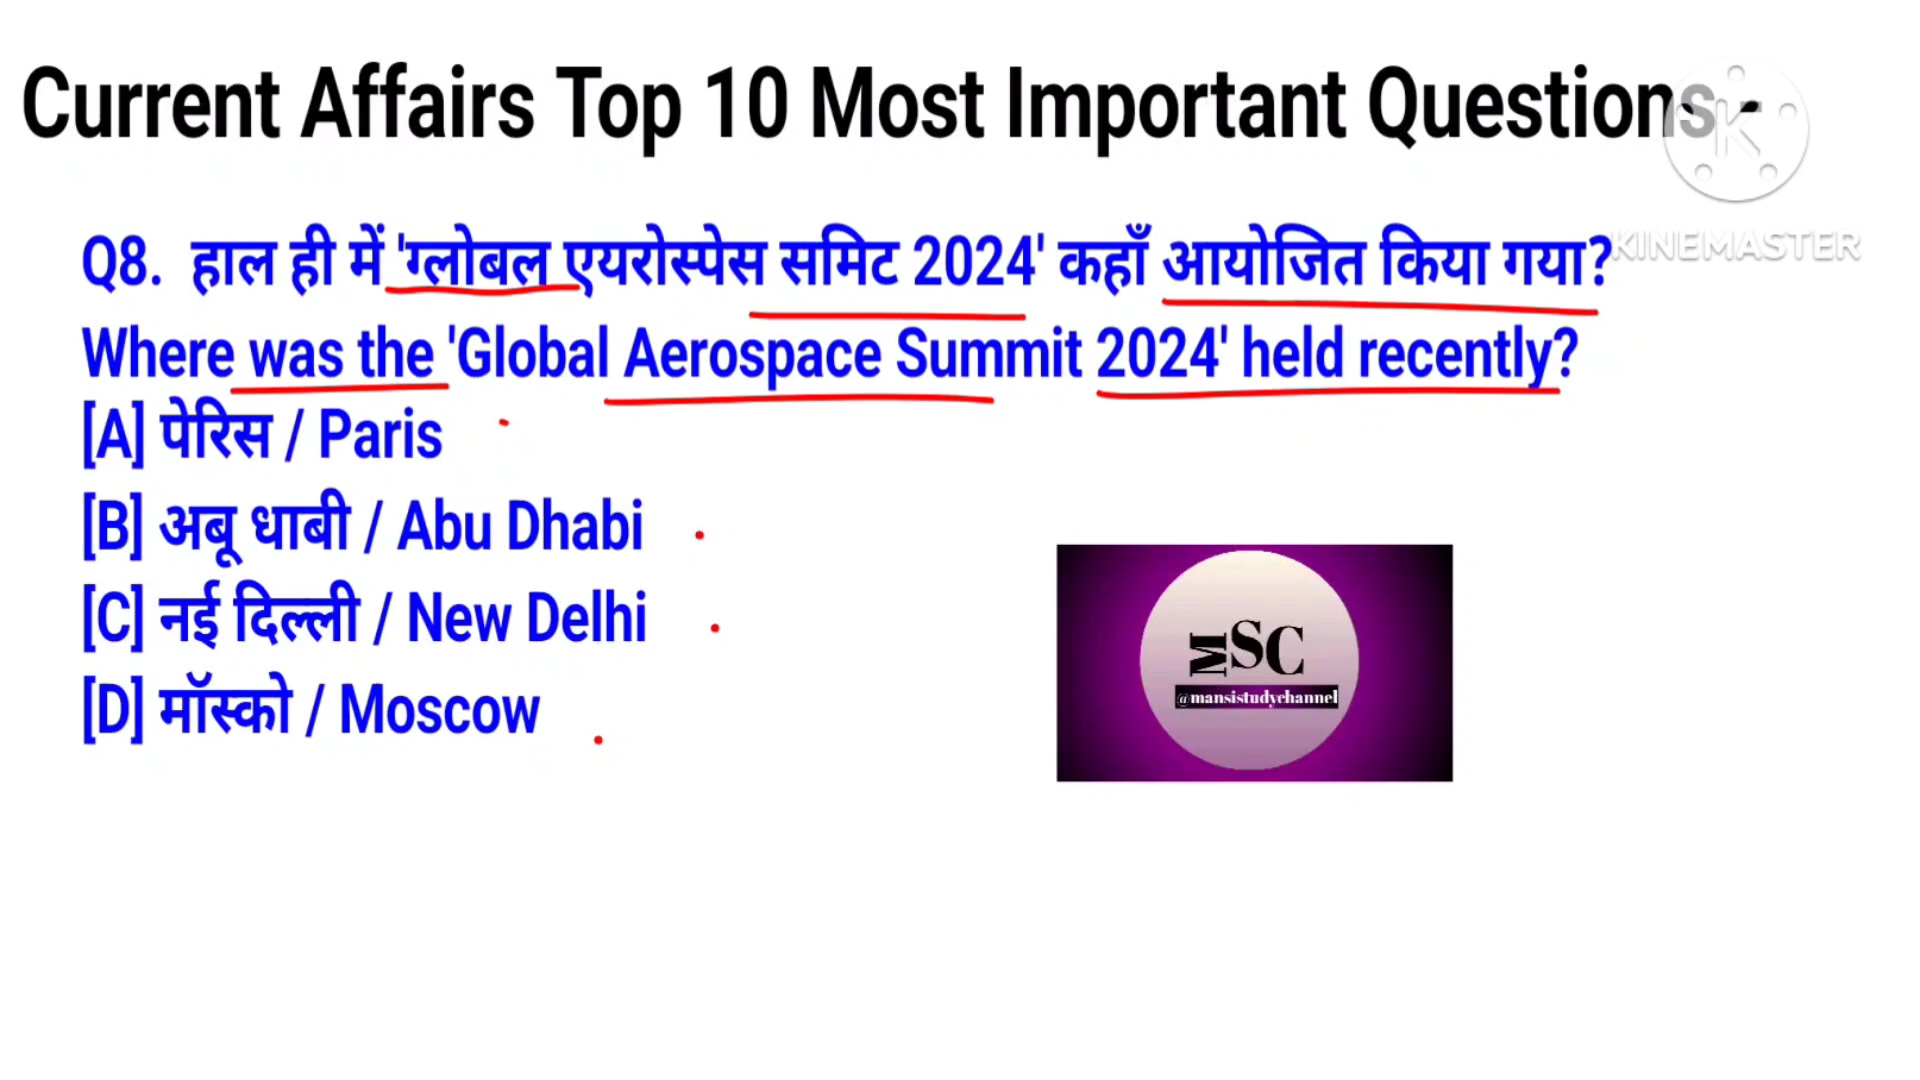 Current Affairs Top 10 Most Important Questions -
KINEMASTER
Q8. हाल ही में 'ग्लोबल एयरोस्पेस समिट 2024' कहाँ आयोजित किया गया?
Where was the 'Global Aerospace Summit 2024' held recently?
[A] पेरिस / Paris
[B] अबू धाबी / Abu Dhabi
[C] नई दिल्ली / New Delhi
[D] मॉस्को / Moscow
MSC
@mansistudychannel